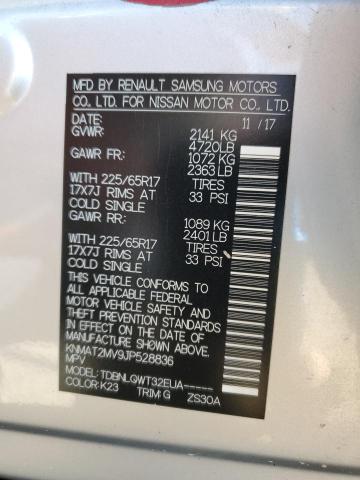 MFD BY RENAULT SAMSUNG MOTORS
CO., LTD. FOR NISSAN MOTOR CO., LTD.
DATE: 11 / 17
GVWR: 2141 KG
4720LB
GAWR FR: 1072 KG
2363 LB
WITH 225/65R17 TIRES
17X7J RIMS AT 33 PSI
COLD SINGLE
GAWR RR: 1089 KG
2401 LB
WITH 225/65R17 TIRES
17X7J RIMS AT 33 PSI
COLD SINGLE
THIS VEHICLE CONFORMS TO
ALL APPLICABLE FEDERAL
MOTOR VEHICLE SAFETY AND
THEFT PREVENTION STANDARDS
IN EFFECT ON THE DATE OF
MANUFACTURE SHOWN ABOVE.
KNMAT2MV9JP528836
MPV
MODEL: TDBNLQWT32EUA-----
COLOR: K23 TRIM: G ZS30A